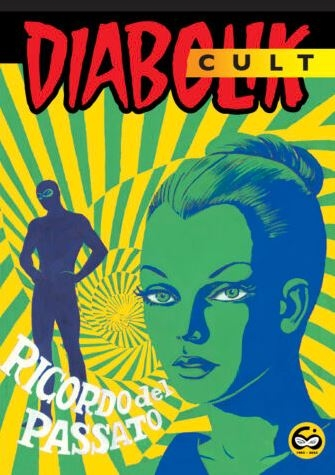 DIABOLIK
CULT
RICORDO del
PASSATO